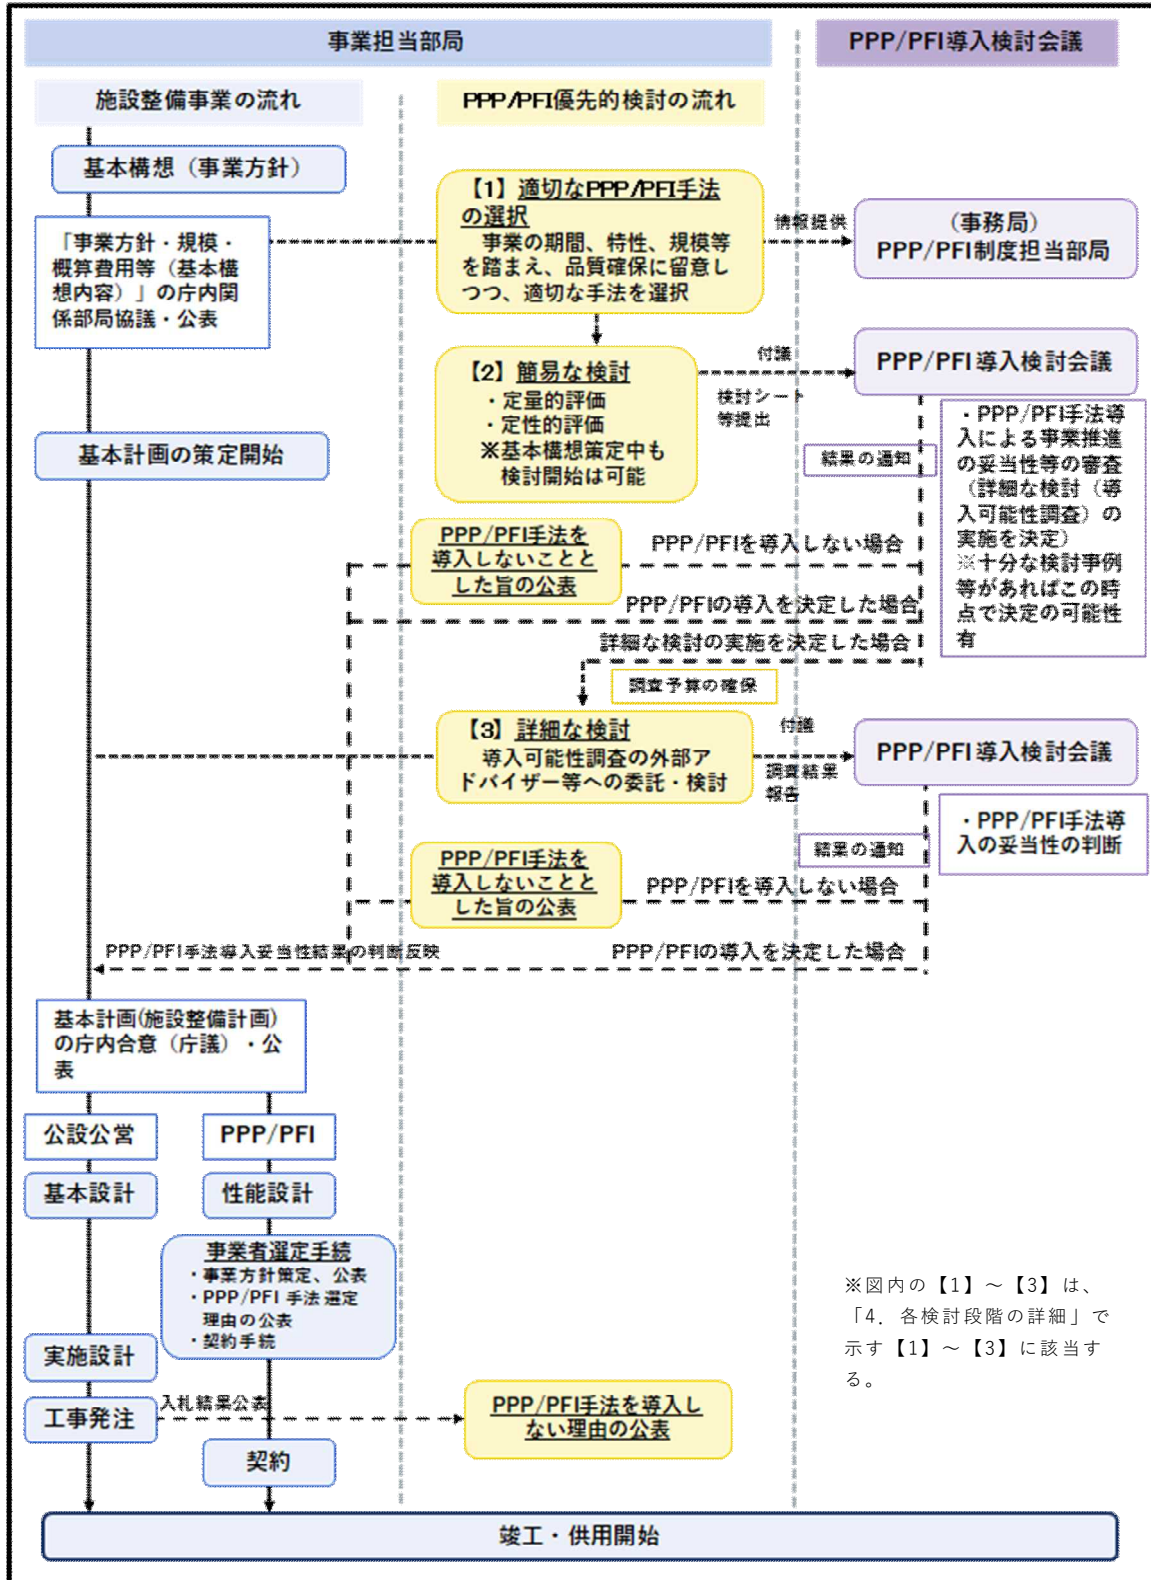 事業担当部局
PPP/PFI導入検討会議
施設整備事業の流れ
PPP/PFI優先的検討の流れ
基本構想（事業方針）
「事業方針・規模・
概算費用等（基本構
想内容）」の庁内関
係部局協議・公表
【1】適切なPPP/PFI手法
の選択
事業の期間、特性、規模等
を踏まえ、品質確保に留意し
つつ、適切な手法を選択
情報提供
（事務局）
PPP/PFI制度担当部局
【2】簡易な検討
・定量的評価
・定性的評価
※基本構想策定中も
検討開始は可能
付議
検討シート
等提出
PPP/PFI導入検討会議
・PPP/PFI手法導
入による事業推進
の妥当性等の審査
（詳細な検討（導
入可能性調査）の
実施を決定）
※十分な検討事例
等があればこの時
点で決定の可能性
有
結果の通知
基本計画の策定開始
PPP/PFI手法を
導入しないことと
した旨の公表
PPP/PFIを導入しない場合
PPP/PFIの導入を決定した場合
詳細な検討の実施を決定した場合
調査予算の確保
【3】詳細な検討
導入可能性調査の外部ア
ドバイザー等への委託・検討
付議
調査結果
報告
PPP/PFI導入検討会議
・PPP/PFI手法導
入の妥当性の判断
結果の通知
PPP/PFI手法を
導入しないことと
した旨の公表
PPP/PFIを導入しない場合
PPP/PFI手法導入妥当性結果の判断反映
PPP/PFIの導入を決定した場合
基本計画(施設整備計画)
の庁内合意（庁議）・公
表
公設公営
PPP/PFI
基本設計
性能設計
事業者選定手続
・事業方針策定、公表
・PPP/PFI 手法選定
理由の公表
・契約手続
※図内の【1】～【3】は、
「4．各検討段階の詳細」で
示す【1】～【3】に該当す
る。
実施設計
工事発注
入札結果公表
PPP/PFI手法を導入し
ない理由の公表
契約
竣工・供用開始